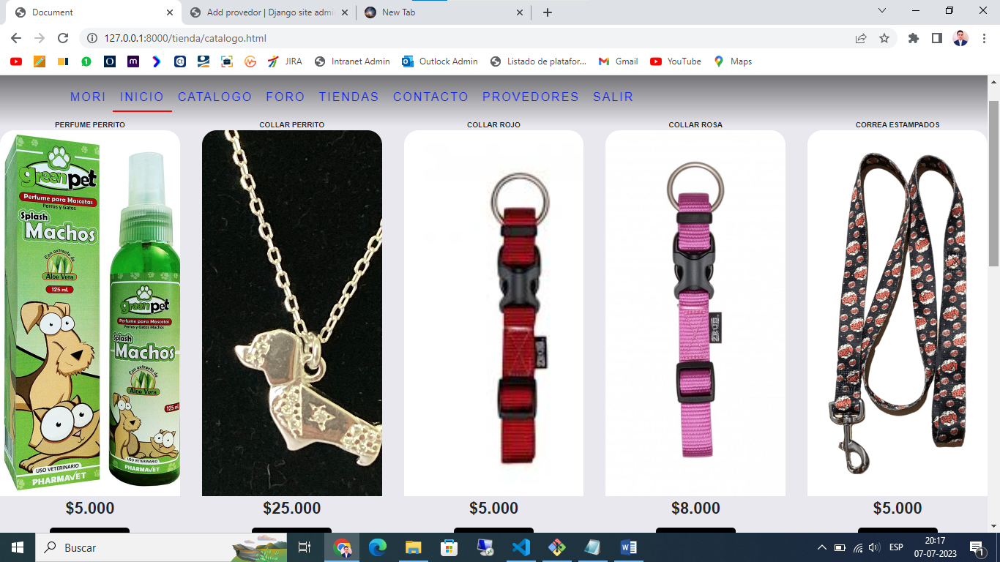 Document
Add provedor | Django site admi
New Tab
127.0.0.1:8000/tienda/catalogo.html
JIRA
Intranet Admin
Outlock Admin
Listado de platafor...
Gmail
YouTube
Maps
MORI INICIO CATALOGO FORO TIENDAS CONTACTO PROVEDORES SALIR
PERFUME PERRITO
COLLAR PERRITO
COLLAR ROJO
COLLAR ROSA
CORREA ESTAMPADOS
greenpet
Perfume para Mascotas
Perros y Gatos
Splash
Machos
Con extracto de
Aloe Vera
125 mL
USO VETERINARIO
PHARMAVET
greenpet
Perfume para Mascotas
Perros y Gatos Machos
Splash
Machos
Con extracto de
Aloe Vera
125 mL
USO VETERINARIO
PHARMAVET
ZEUS
$5.000
$25.000
$5.000
$8.000
$5.000
Buscar
ESP
20:17
07-07-2023
1